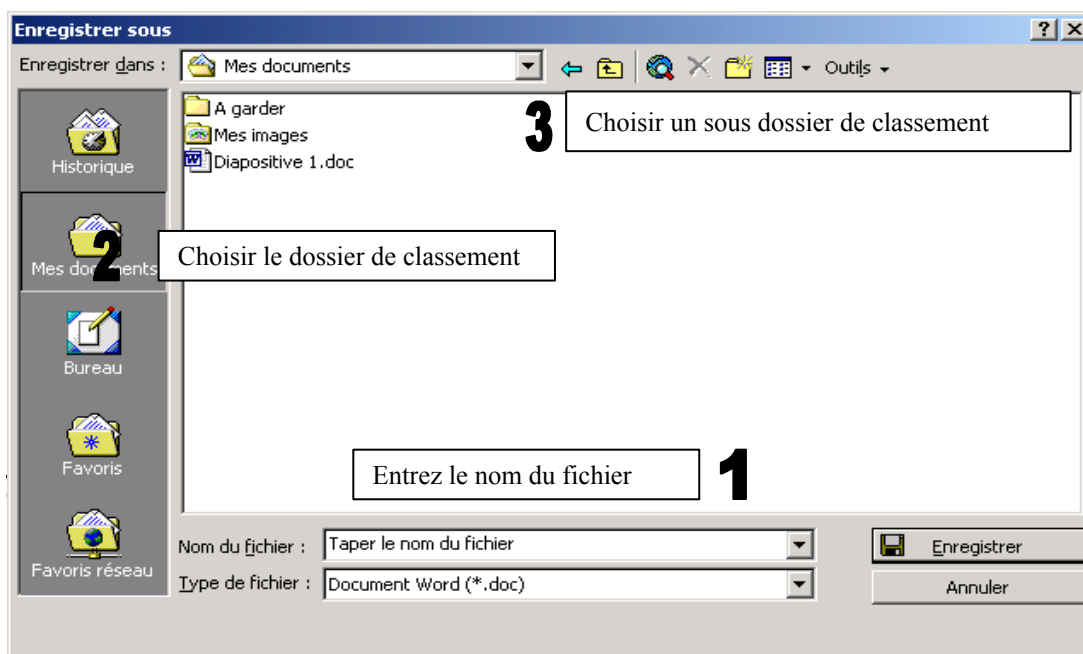 Enregistrer sous
Enregistrer dans :
Mes documents
Outils
A garder
Mes images
Diapositive 1.doc
3
Choisir un sous dossier de classement
Historique
2
Mes documents
Choisir le dossier de classement
Bureau
Favoris
Favoris réseau
Entrez le nom du fichier
1
Nom du fichier :
Taper le nom du fichier
Enregistrer
Type de fichier :
Document Word (*.doc)
Annuler